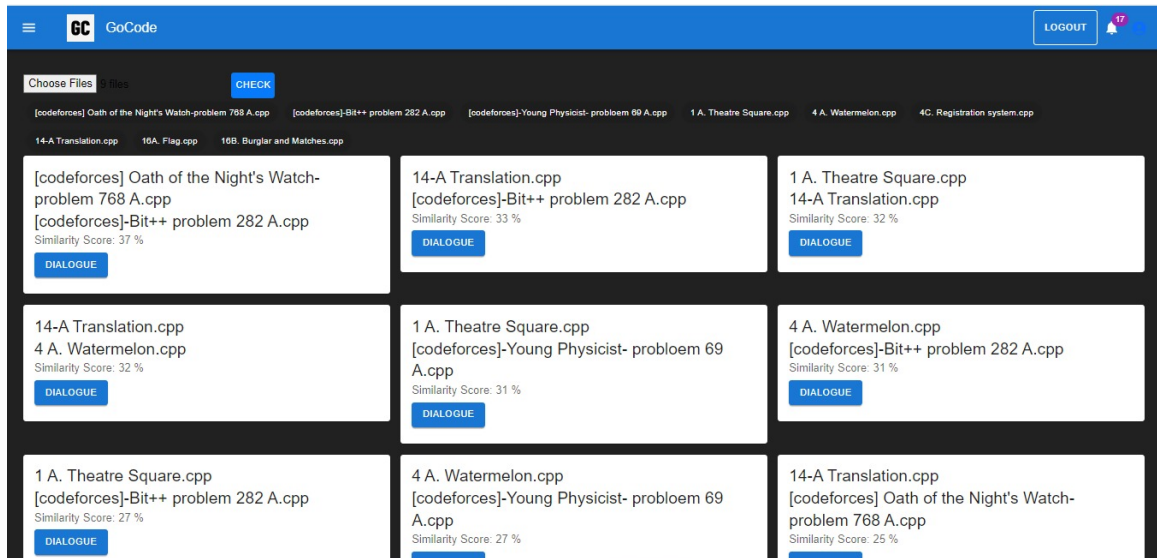 GC GoCode LOGOUT 17
Choose Files 9 files CHECK
[codeforces] Oath of the Night's Watch-problem 768 A.cpp [codeforces]-Bit++ problem 282 A.cpp [codeforces]-Young Physicist- probloem 69 A.cpp 1 A. Theatre Square.cpp 4 A. Watermelon.cpp 4C. Registration system.cpp
14-A Translation.cpp 16A. Flag.cpp 16B. Burglar and Matches.cpp
[codeforces] Oath of the Night's Watch-
problem 768 A.cpp
[codeforces]-Bit++ problem 282 A.cpp
Similarity Score: 37 %
DIALOGUE
14-A Translation.cpp
[codeforces]-Bit++ problem 282 A.cpp
Similarity Score: 33 %
DIALOGUE
1 A. Theatre Square.cpp
14-A Translation.cpp
Similarity Score: 32 %
DIALOGUE
14-A Translation.cpp
4 A. Watermelon.cpp
Similarity Score: 32 %
DIALOGUE
1 A. Theatre Square.cpp
[codeforces]-Young Physicist- probloem 69
A.cpp
Similarity Score: 31 %
DIALOGUE
4 A. Watermelon.cpp
[codeforces]-Bit++ problem 282 A.cpp
Similarity Score: 31 %
DIALOGUE
1 A. Theatre Square.cpp
[codeforces]-Bit++ problem 282 A.cpp
Similarity Score: 27 %
DIALOGUE
4 A. Watermelon.cpp
[codeforces]-Young Physicist- probloem 69
A.cpp
Similarity Score: 27 %
14-A Translation.cpp
[codeforces] Oath of the Night's Watch-
problem 768 A.cpp
Similarity Score: 25 %